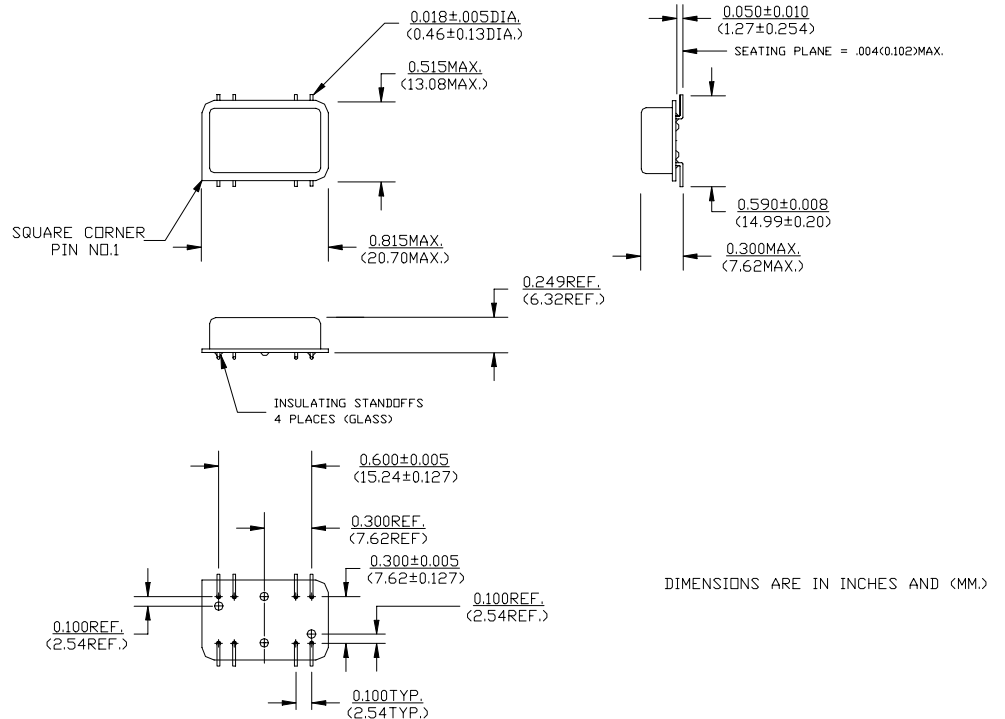 0.018±.005DIA.
(0.46±0.13DIA.)
0.515MAX.
(13.08MAX.)
SQUARE CORNER
PIN NO.1
0.815MAX.
(20.70MAX.)
0.050±0.010
(1.27±0.254)
SEATING PLANE = .004(0.102)MAX.
0.590±0.008
(14.99±0.20)
0.300MAX.
(7.62MAX.)
0.249REF.
(6.32REF.)
INSULATING STANDOFFS
4 PLACES (GLASS)
0.600±0.005
(15.24±0.127)
0.300REF.
(7.62REF)
0.300±0.005
(7.62±0.127)
0.100REF.
(2.54REF.)
0.100REF.
(2.54REF.)
0.100TYP.
(2.54TYP.)
DIMENSIONS ARE IN INCHES AND (MM.)